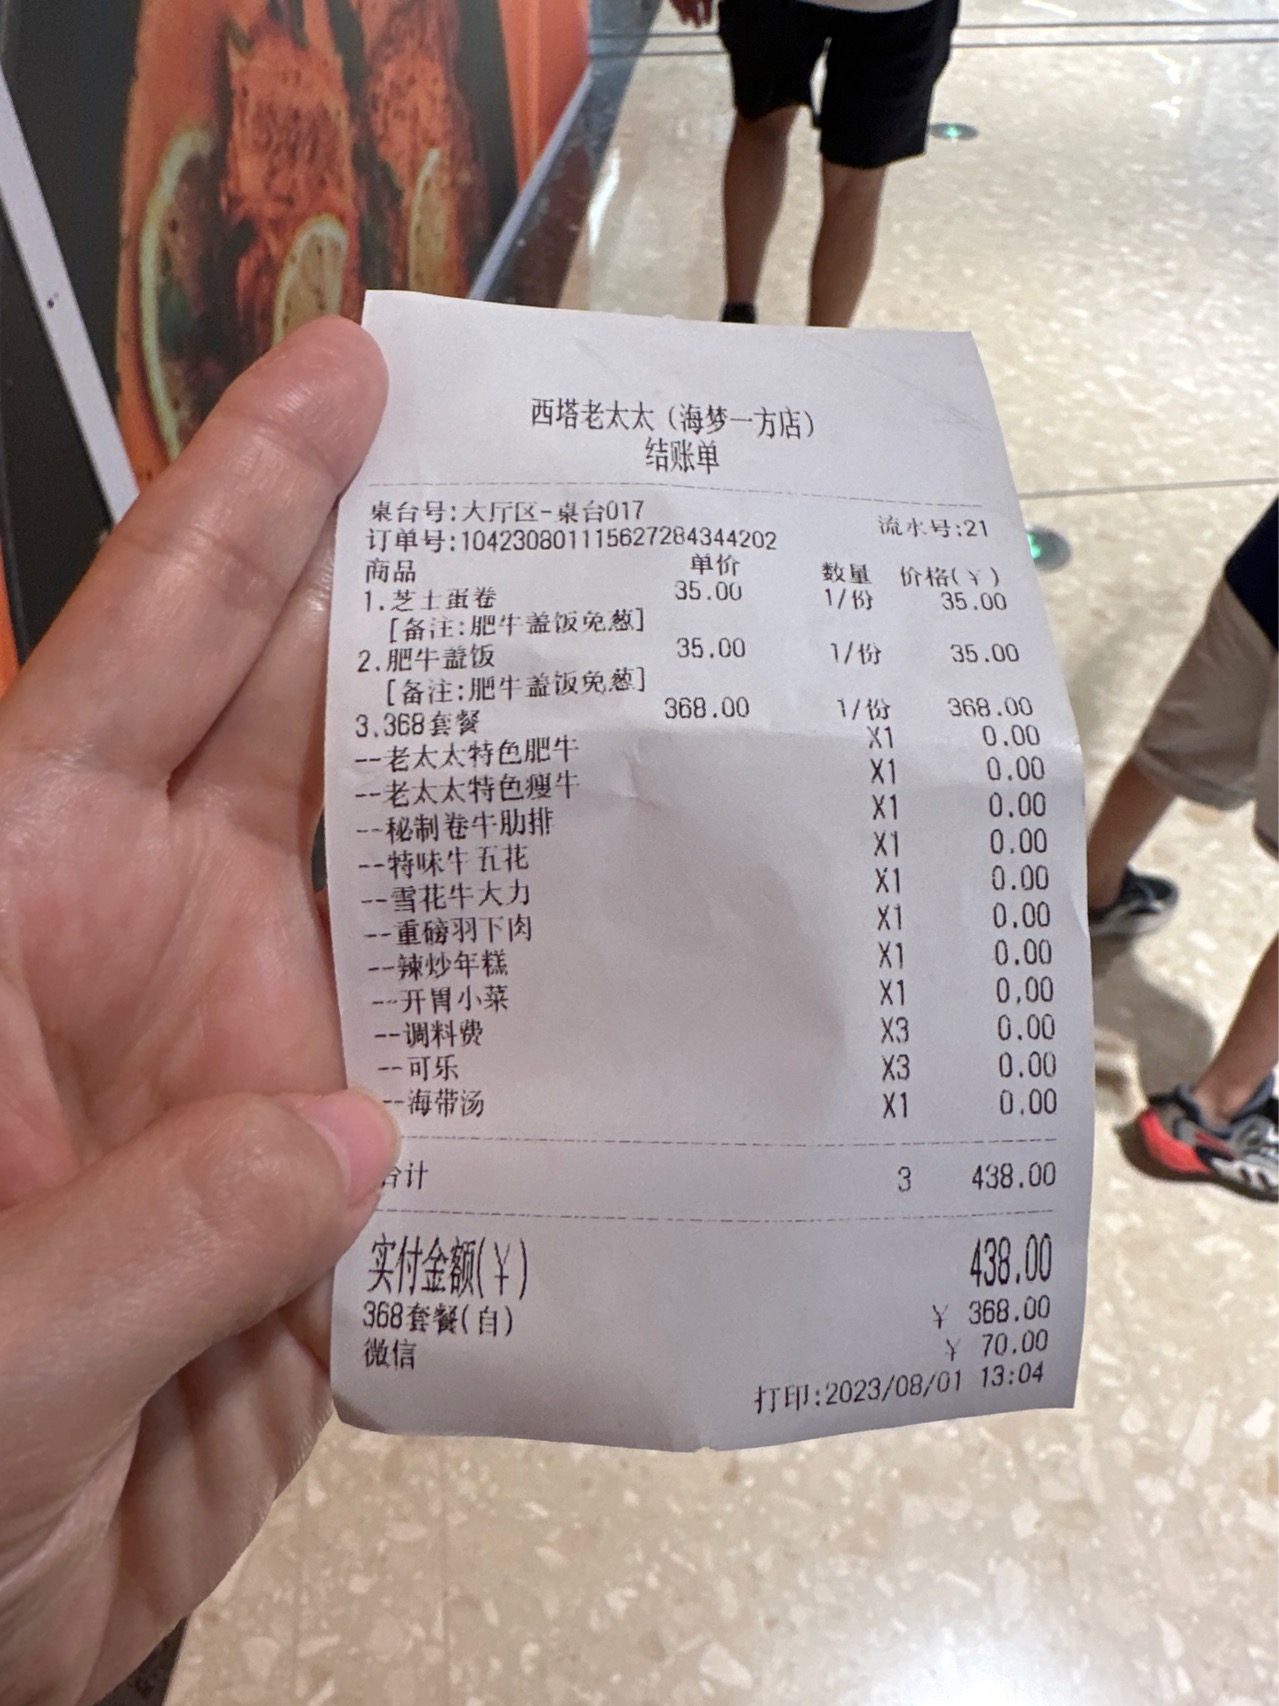 西塔老太太（海梦一方店）
结账单
桌台号:大厅区-桌台017 流水号:21
订单号:104230801115627284344202
商品 单价 数量 价格(￥)
1.芝士蛋卷 35.00 1/份 35.00
[备注:肥牛盖饭免葱]
2.肥牛盖饭 35.00 1/份 35.00
[备注:肥牛盖饭免葱]
3.368套餐 368.00 1/份 368.00
--老太太特色肥牛 X1 0.00
--老太太特色瘦牛 X1 0.00
--秘制卷牛肋排 X1 0.00
--特味牛五花 X1 0.00
--雪花牛大力 X1 0.00
--重磅羽下肉 X1 0.00
--辣炒年糕 X1 0.00
--开胃小菜 X1 0.00
--调料费 X3 0.00
--可乐 X3 0.00
--海带汤 X1 0.00
合计 3 438.00
实付金额(￥) 438.00
368套餐(自) ￥ 368.00
微信 ￥ 70.00
打印:2023/08/01 13:04